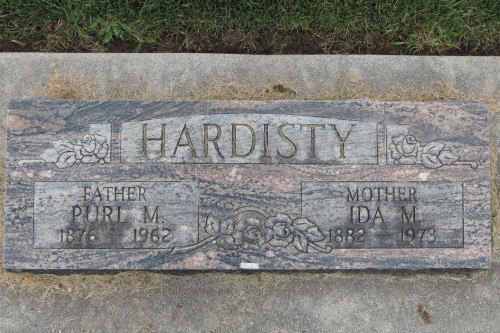 HARDISTY
FATHER
PURL M.
1876 1962
MOTHER
IDA M.
1882 1973